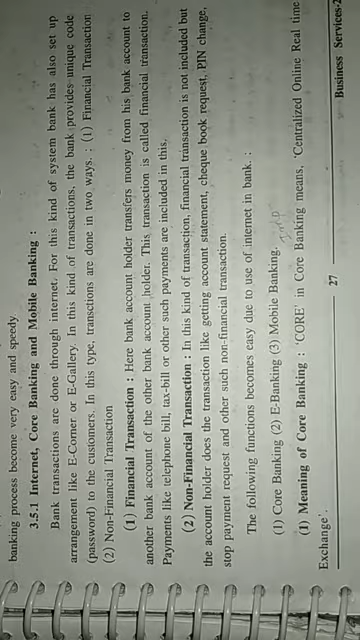 banking process become very easy and speedy
3.5.1 Internet, Core Banking and Mobile Banking :
Bank transactions are done through internet. For this kind of system bank has also set up
arrangement like E-Corner or E-Gallery. In this kind of transactions, the bank provides unique code
(password) to the customers. In this type, transctions are done in two ways. : (1) Financial Transaction
(2) Non-Financial Transaction
(1) Financial Transaction : Here bank account holder transfers money from his bank account to
another bank account of the other bank account holder. This transaction is called financial transaction.
Payments like telephone bill, tax-bill or other such payments are included in this.
(2) Non-Financial Transaction : In this kind of transaction, financial transaction is not included but
the account holder does the transaction like getting account statement, cheque book request, PIN change,
stop payment request and other such non-financial transaction.
The following functions becomes easy due to use of internet in bank. :
(1) Core Banking (2) E-Banking (3) Mobile Banking.
(1) Meaning of Core Banking : 'CORE' in Core Banking means, 'Centralized Online Real time
Exchange'.
27
Business Services-2